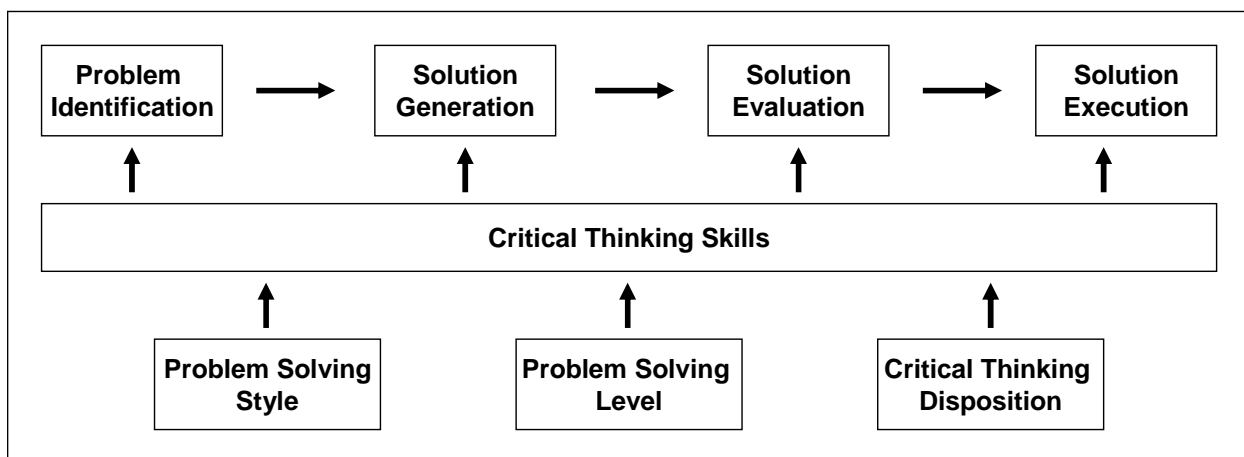 Problem
Identification
Solution
Generation
Solution
Evaluation
Solution
Execution
Critical Thinking Skills
Problem Solving
Style
Problem Solving
Level
Critical Thinking
Disposition